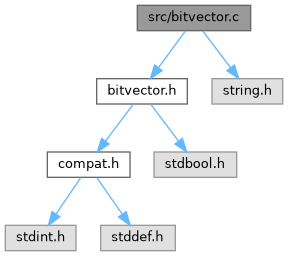 src/bitvector.c
bitvector.h
string.h
compat.h
stdbool.h
stdint.h
stddef.h